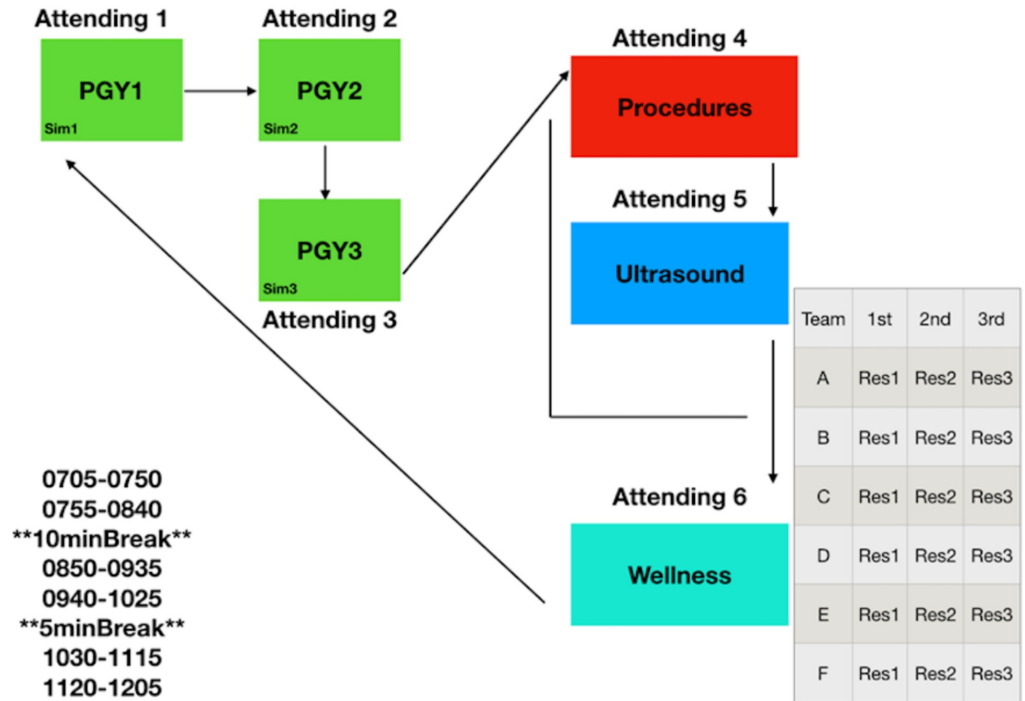 Attending 1
PGY1
Sim1
Attending 2
PGY2
Sim2
PGY3
Sim3
Attending 3
Attending 4
Procedures
Attending 5
Ultrasound
Attending 6
Wellness
0705-0750
0755-0840
**10minBreak**
0850-0935
0940-1025
**5minBreak**
1030-1115
1120-1205
Team 1st 2nd 3rd
A Res1 Res2 Res3
B Res1 Res2 Res3
C Res1 Res2 Res3
D Res1 Res2 Res3
E Res1 Res2 Res3
F Res1 Res2 Res3